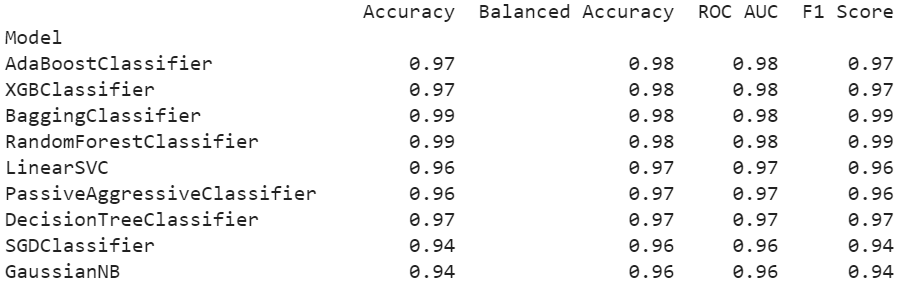 Accuracy Balanced Accuracy ROC AUC F1 Score
Model
AdaBoostClassifier 0.97 0.98 0.98 0.97
XGBClassifier 0.97 0.98 0.98 0.97
BaggingClassifier 0.99 0.98 0.98 0.99
RandomForestClassifier 0.99 0.98 0.98 0.99
LinearSVC 0.96 0.97 0.97 0.96
PassiveAggressiveClassifier 0.96 0.97 0.97 0.96
DecisionTreeClassifier 0.97 0.97 0.97 0.97
SGDClassifier 0.94 0.96 0.96 0.94
GaussianNB 0.94 0.96 0.96 0.94